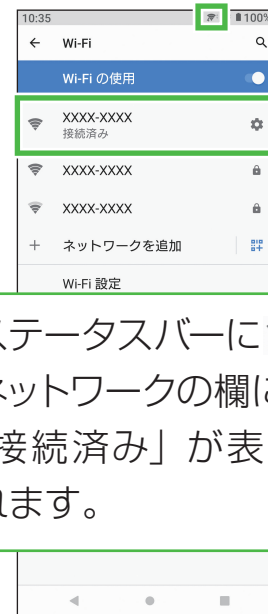 10:35
100%
Wi-Fi
Wi-Fi の使用
XXXX-XXXX
接続済み
XXXX-XXXX
XXXX-XXXX
ネットワークを追加
Wi-Fi 設定
ステータスバーに
ネットワークの欄に
接続済み」が表
れます。